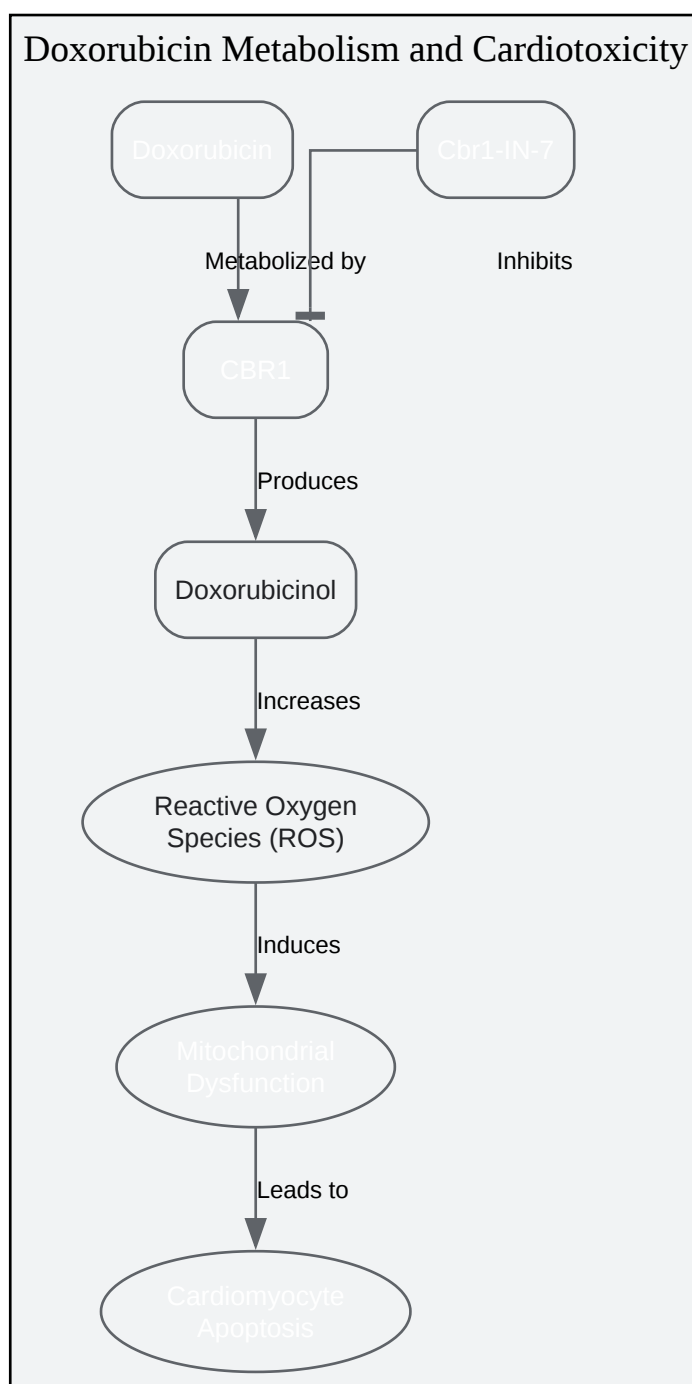 Doxorubicin Metabolism and Cardiotoxicity
Doxorubicin
Cbr1-IN-7
Metabolized by
Inhibits
CBR1
Produces
Doxorubicinol
Increases
Reactive Oxygen
Species (ROS)
Induces
Mitochondrial
Dysfunction
Leads to
Cardiomyocyte
Apoptosis